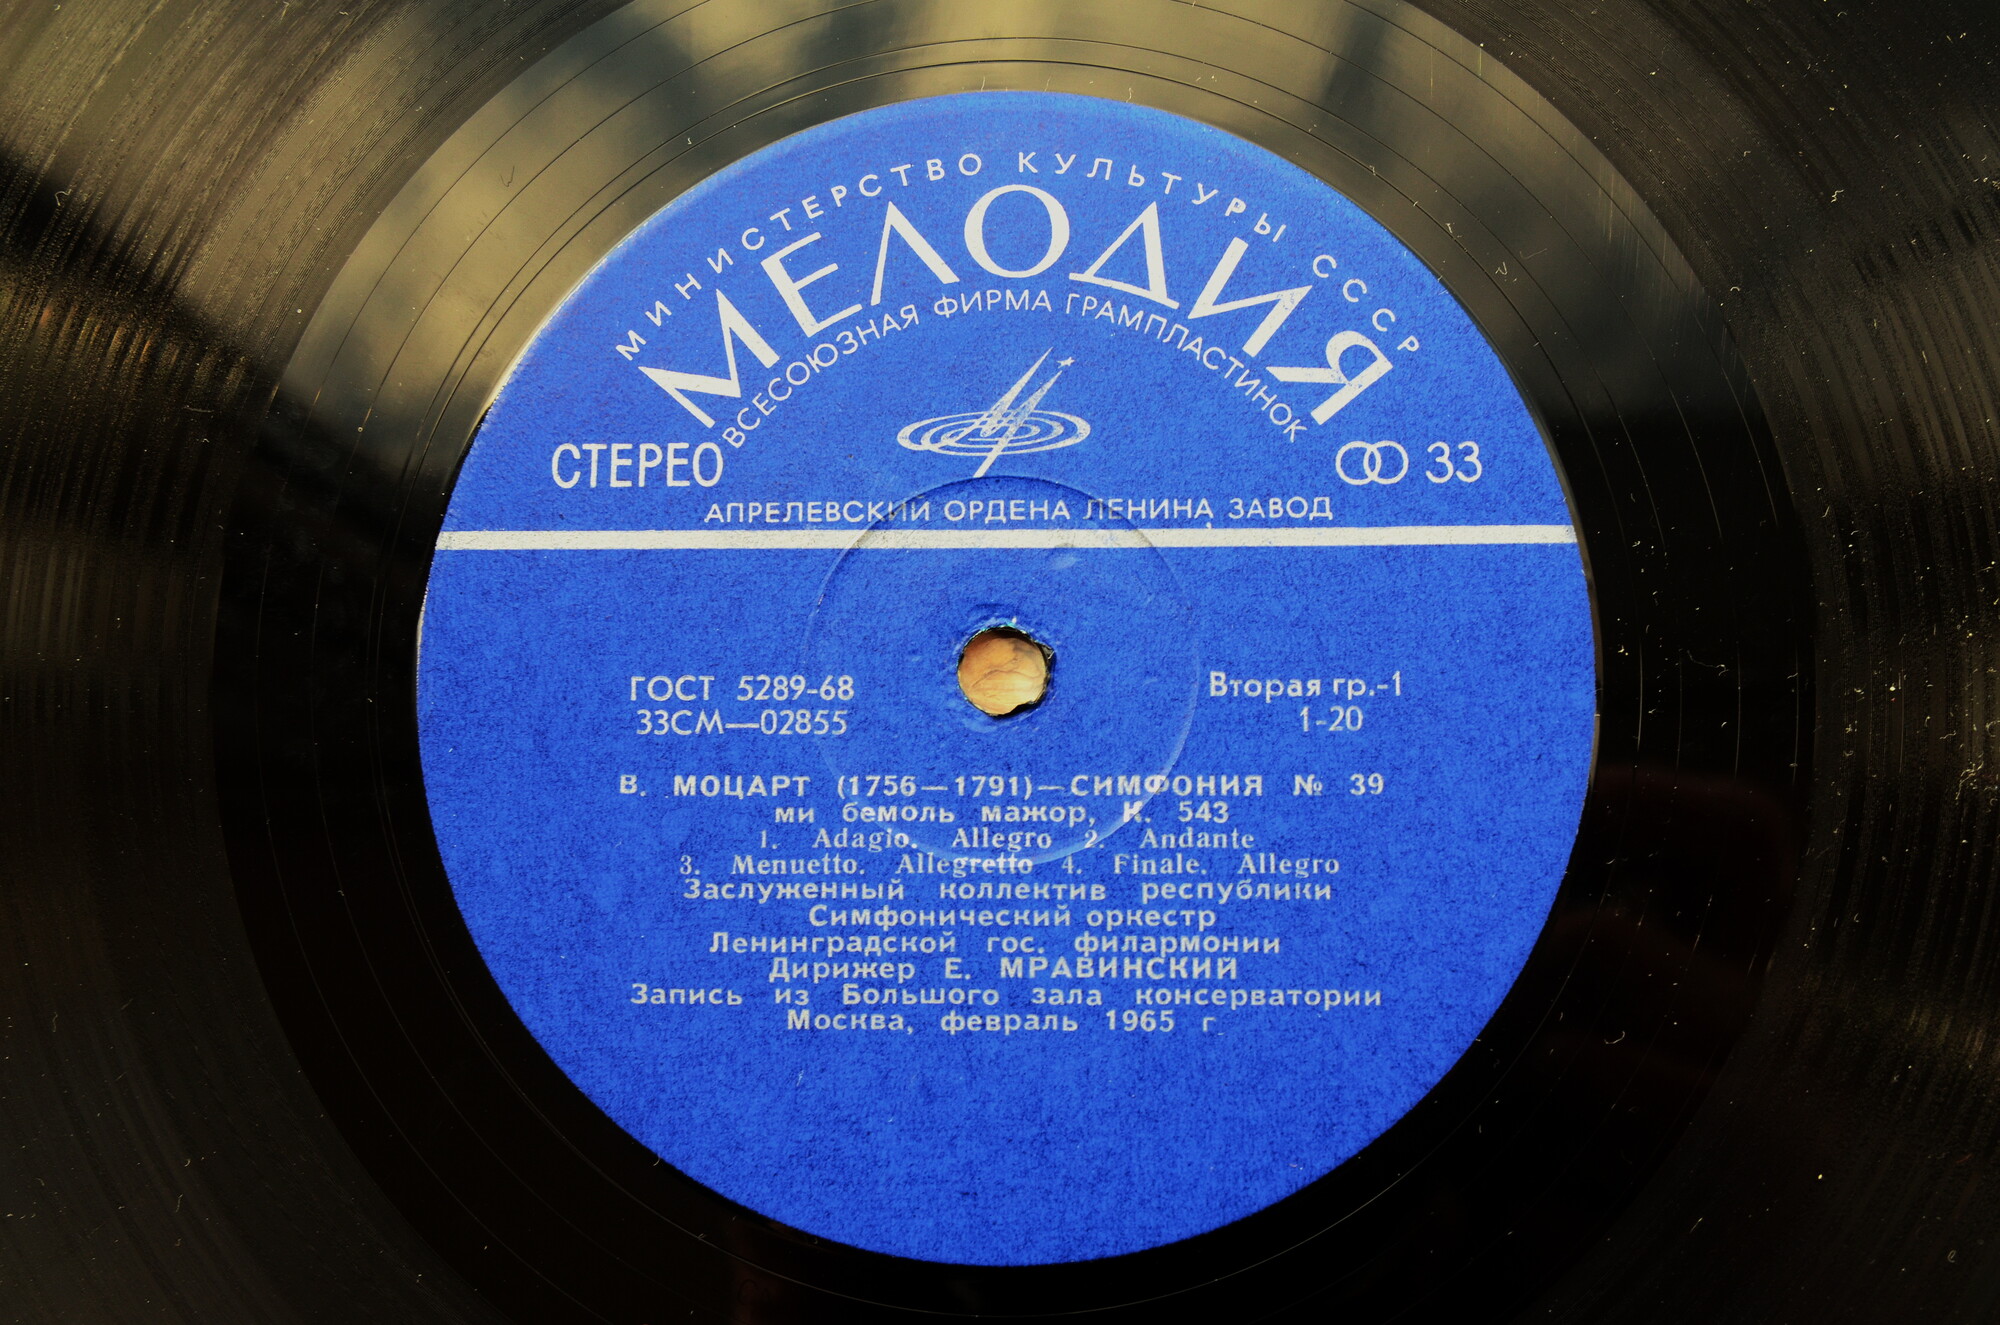 МИНИСТЕРСТВО КУЛЬТУРЫ СССР
МЕЛОДИЯ
ВСЕСОЮЗНАЯ ФИРМА ГРАМПЛАСТИНОК
СТЕРЕО
33
АПРЕЛЕВСКИЙ ОРДЕНА ЛЕНИНА ЗАВОД
ГОСТ 5289-68
Вторая гр.-1
33СМ—02855
1-20
В. МОЦАРТ (1756—1791)—СИМФОНИЯ № 39
ми бемоль мажор, К. 543
1. Adagio. Allegro 2. Andante
3. Menuetto. Allegretto 4. Finale. Allegro
Заслуженный коллектив республики
Симфонический оркестр
Ленинградской гос. филармонии
Дирижер Е. МРАВИНСКИЙ
Запись из Большого зала консерватории
Москва, февраль 1965 г.